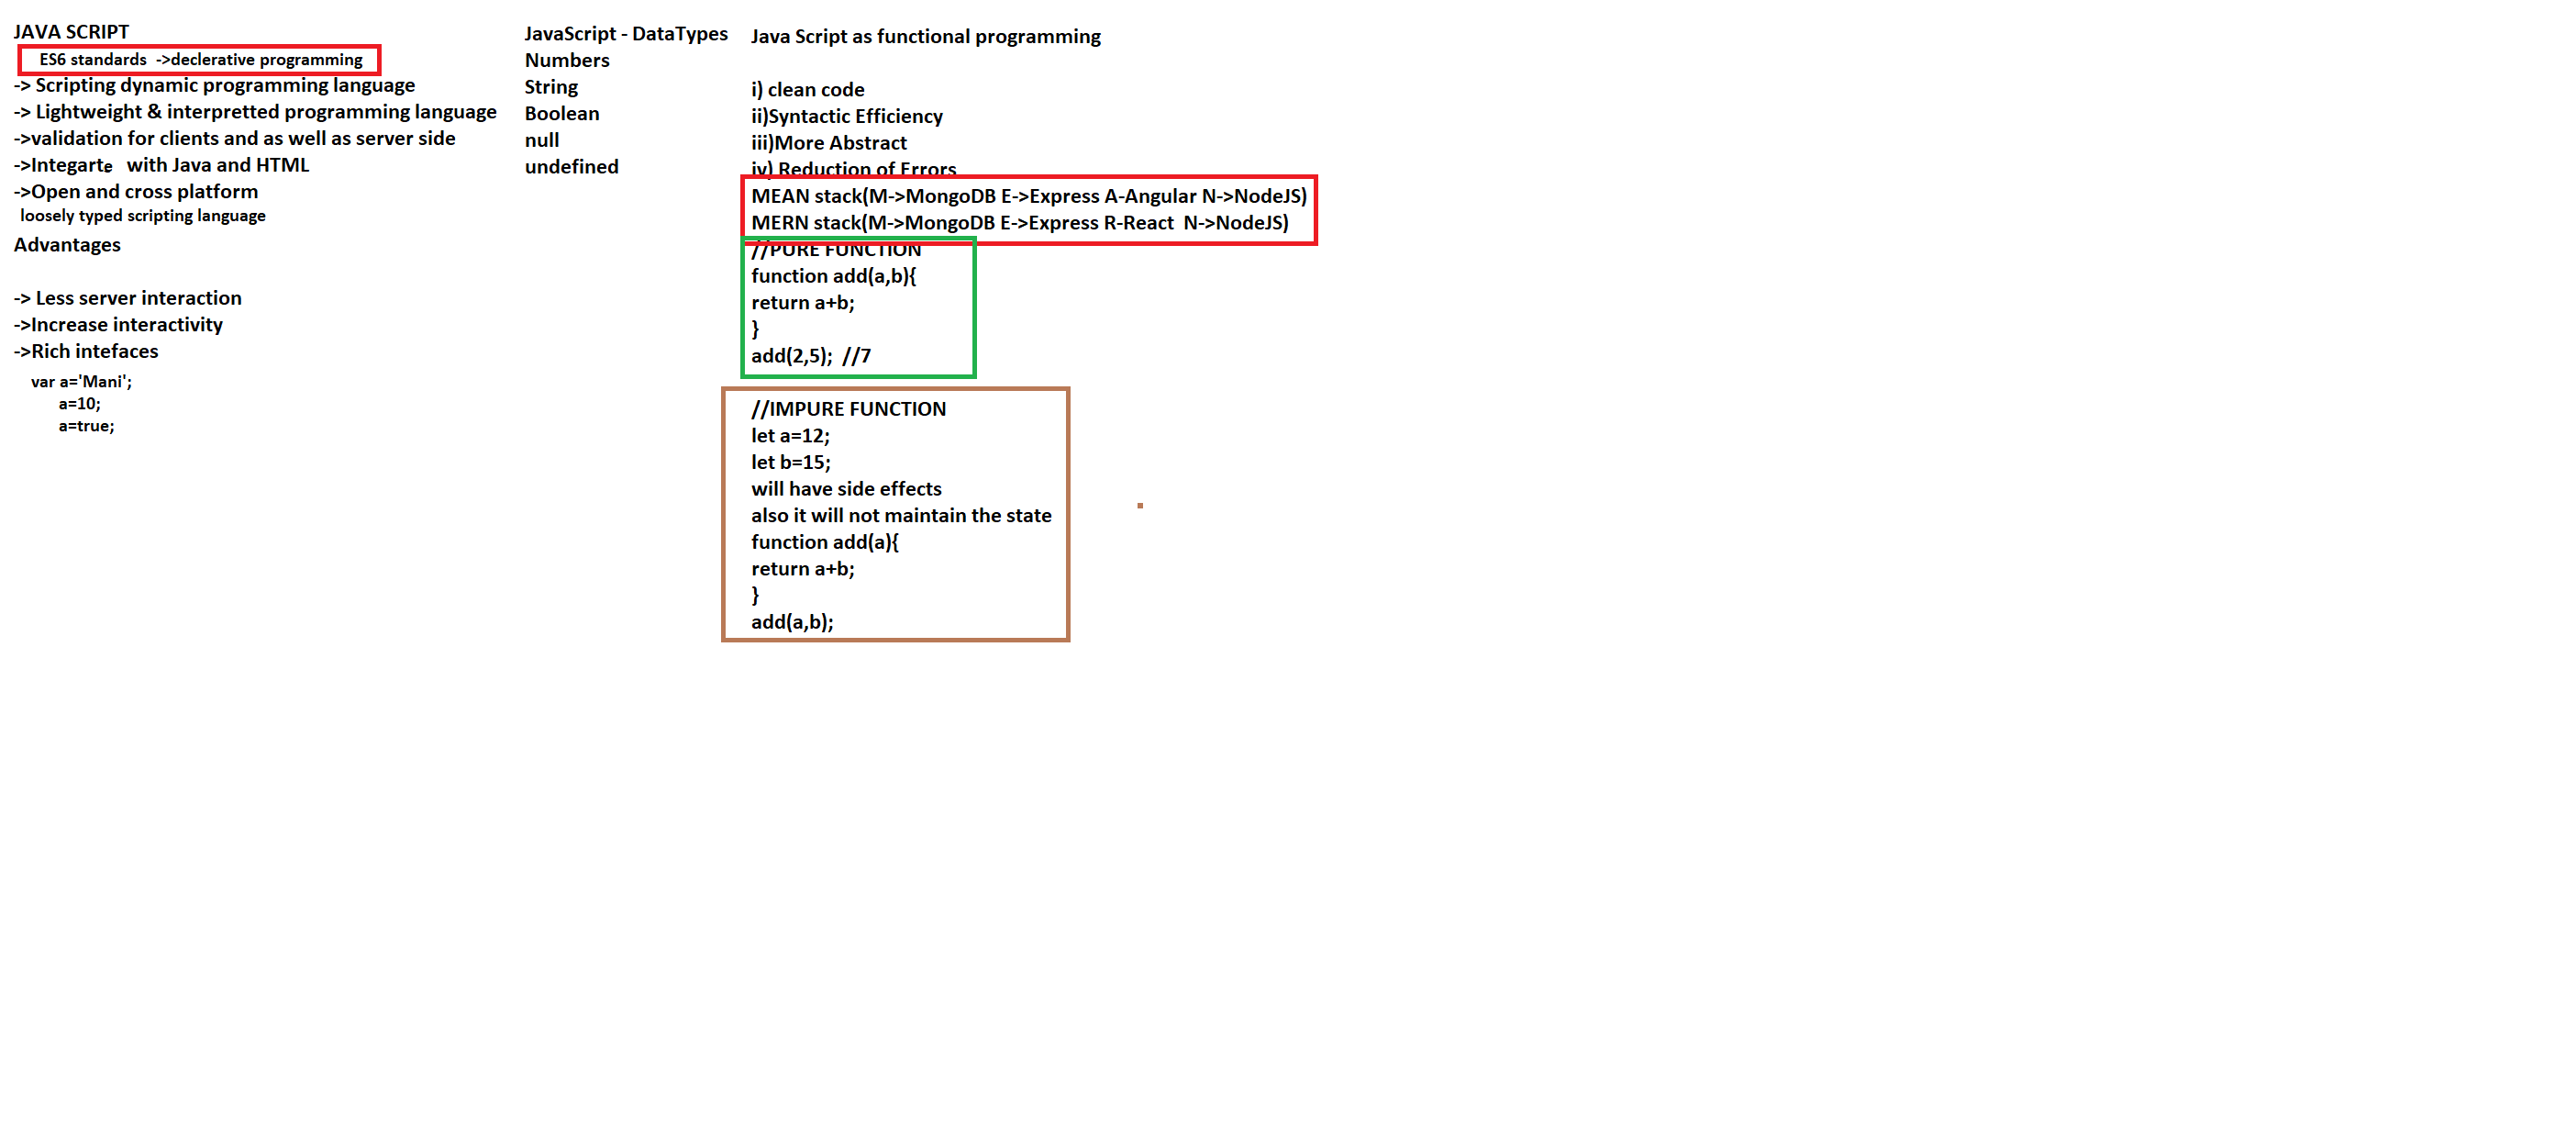 JAVA SCRIPT
ES6 standards ->declerative programming
-> Scripting dynamic programming language
-> Lightweight & interpretted programming language
->validation for clients and as well as server side
->Integarte with Java and HTML
->Open and cross platform
loosely typed scripting language
Advantages
-> Less server interaction
->Increase interactivity
->Rich intefaces
var a='Mani';
a=10;
a=true;
JavaScript - DataTypes
Numbers
String
Boolean
null
undefined
Java Script as functional programming
i) clean code
ii)Syntactic Efficiency
iii)More Abstract
iv) Reduction of Errors
MEAN stack(M->MongoDB E->Express A-Angular N->NodeJS)
MERN stack(M->MongoDB E->Express R-React N->NodeJS)
//PURE FUNCTION
function add(a,b){
return a+b;
}
add(2,5); //7
//IMPURE FUNCTION
let a=12;
let b=15;
will have side effects
also it will not maintain the state
function add(a){
return a+b;
}
add(a,b);